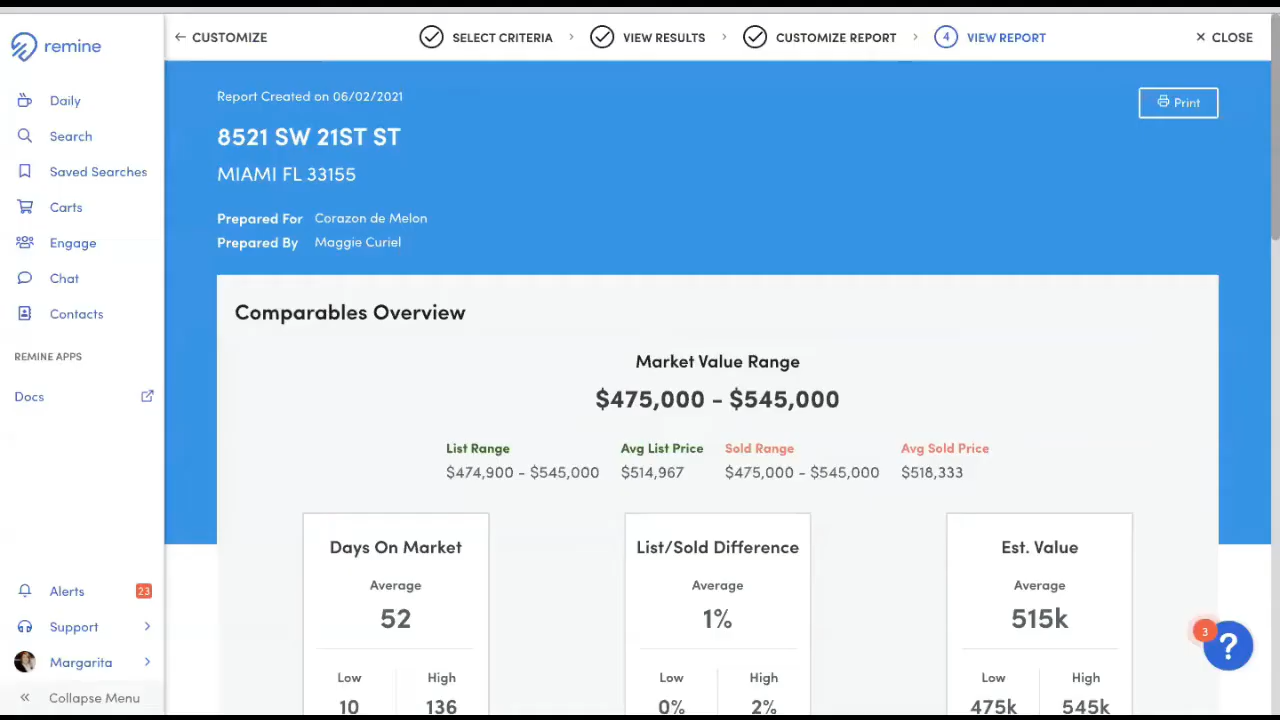 remine
Daily
Search
Saved Searches
Carts
Engage
Chat
Contacts
REMINE APPS
Docs
Alerts 23
Support
Margarita
Collapse Menu
CUSTOMIZE
SELECT CRITERIA
VIEW RESULTS
CUSTOMIZE REPORT
4 VIEW REPORT
CLOSE
Report Created on 06/02/2021
Print
8521 SW 21ST ST
MIAMI FL 33155
Prepared For Corazon de Melon
Prepared By Maggie Curiel
Comparables Overview
Market Value Range
$475,000 - $545,000
List Range
$474,900 - $545,000
Avg List Price
$514,967
Sold Range
$475,000 - $545,000
Avg Sold Price
$518,333
Days On Market
Average
52
Low High
10 136
List/Sold Difference
Average
1%
Low High
0% 2%
Est. Value
Average
515k
Low High
475k 545k
3
?